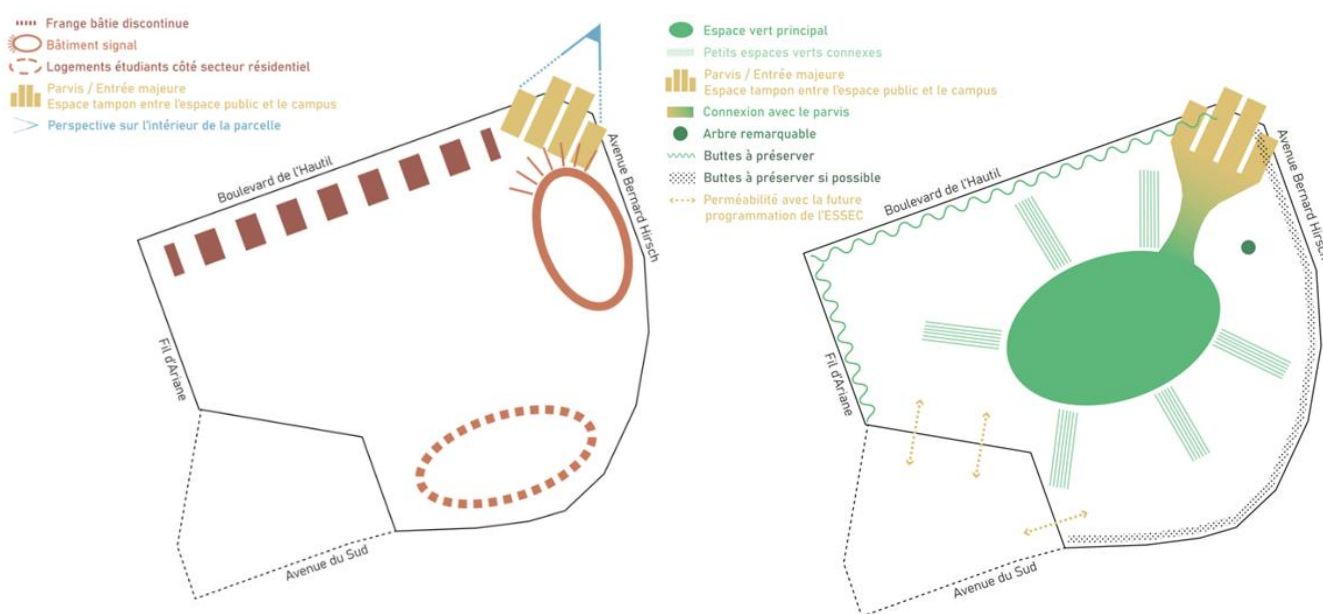 Frange bâtie discontinue
Bâtiment signal
Logements étudiants côté secteur résidentiel
Parvis / Entrée majeure
Espace tampon entre l'espace public et le campus
Perspective sur l'intérieur de la parcelle
Boulevard de l'Hautil
Avenue Bernard Hirsch
Fil d'Ariane
Avenue du Sud
Espace vert principal
Petits espaces verts connexes
Parvis / Entrée majeure
Espace tampon entre l'espace public et le campus
Connexion avec le parvis
Arbre remarquable
Buttes à préserver
Buttes à préserver si possible
Perméabilité avec la future
programmation de l'ESSEC
Boulevard de l'Hautil
Avenue Bernard Hirsch
Fil d'Ariane
Avenue du Sud